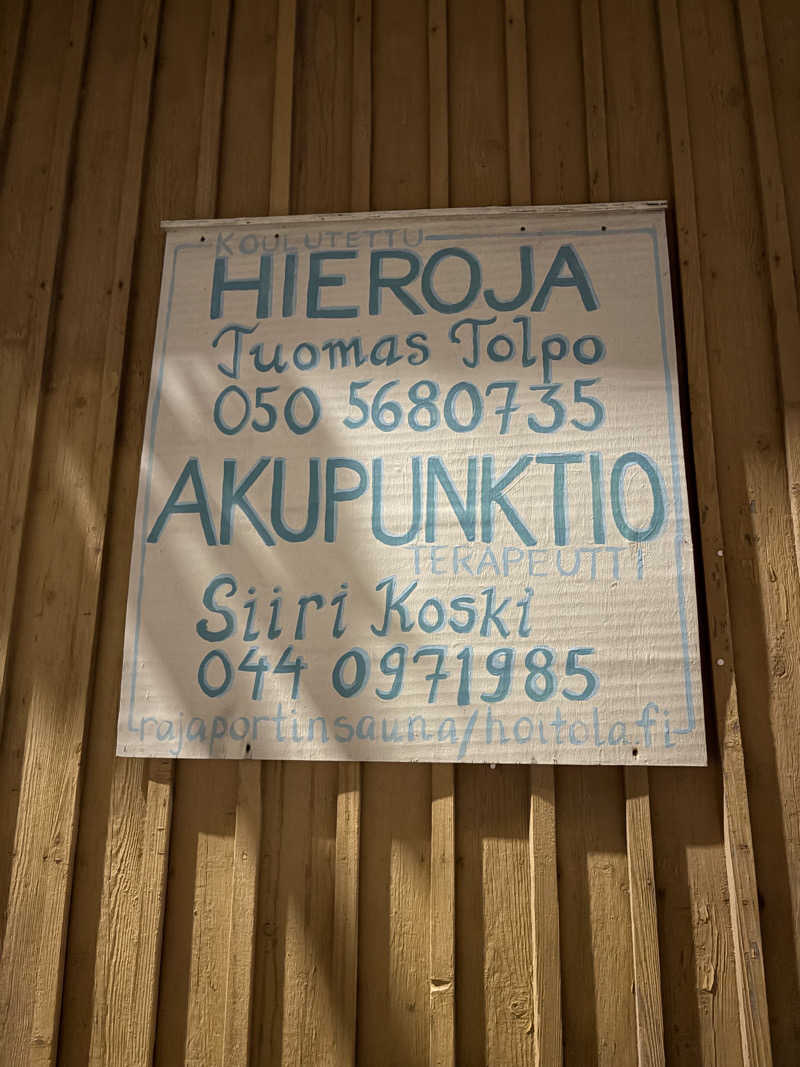 KOULUTETTU
HIEROJA
Tuomas Tolpo
050 5680735
AKUPUNKTIO
TERAPEUTTI
Siiri Koski
044 0971985
rajaportinsauna/hoitola.fi